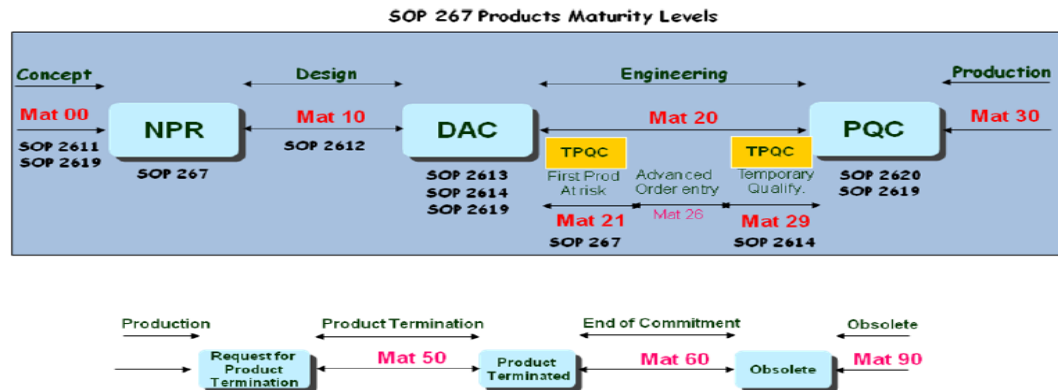 SOP 267 Products Maturity Levels
Concept
Design
Engineering
Production
Mat 00
NPR
Mat 10
DAC
Mat 20
PQC
Mat 30
SOP 2611
SOP 2619
SOP 267
SOP 2612
SOP 2613
SOP 2614
SOP 2619
TPQC
First Prod
At risk
Advanced
Order entry
TPQC
Temporary
Qualify.
SOP 2620
SOP 2619
Mat 21
Mat 26
Mat 29
SOP 267
SOP 2614
Production
Product Termination
End of Commitment
Obsolete
Request for
Product
Termination
Mat 50
Product
Terminated
Mat 60
Obsolete
Mat 90